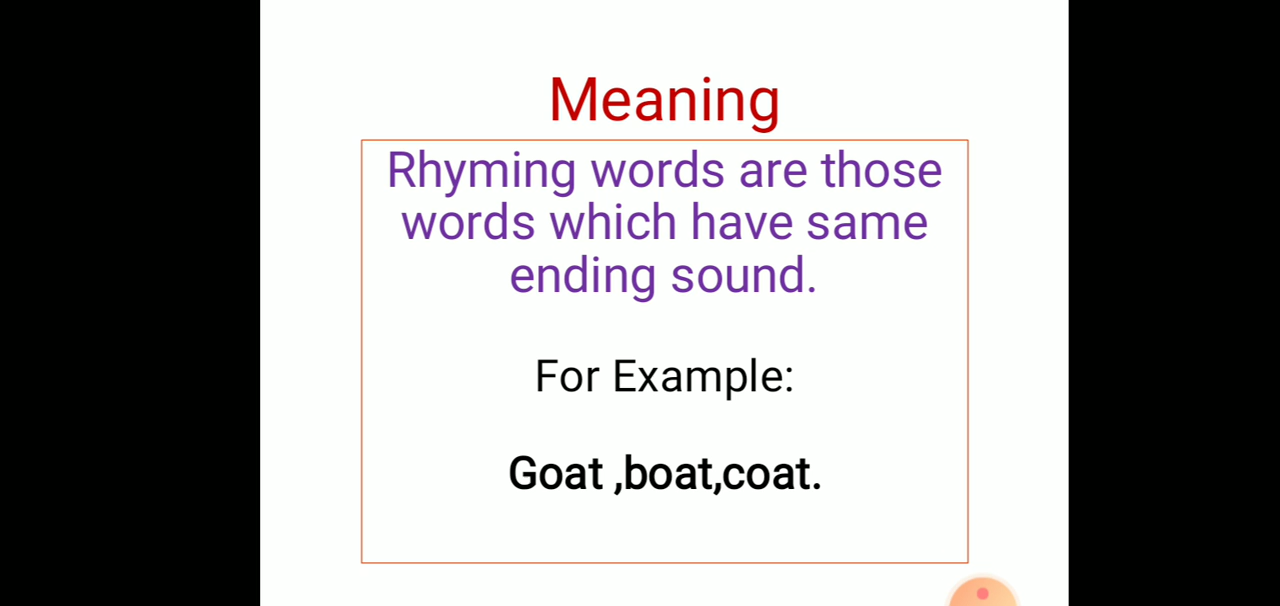 Meaning
Rhyming words are those
words which have same
ending sound.
For Example:
Goat ,boat,coat.